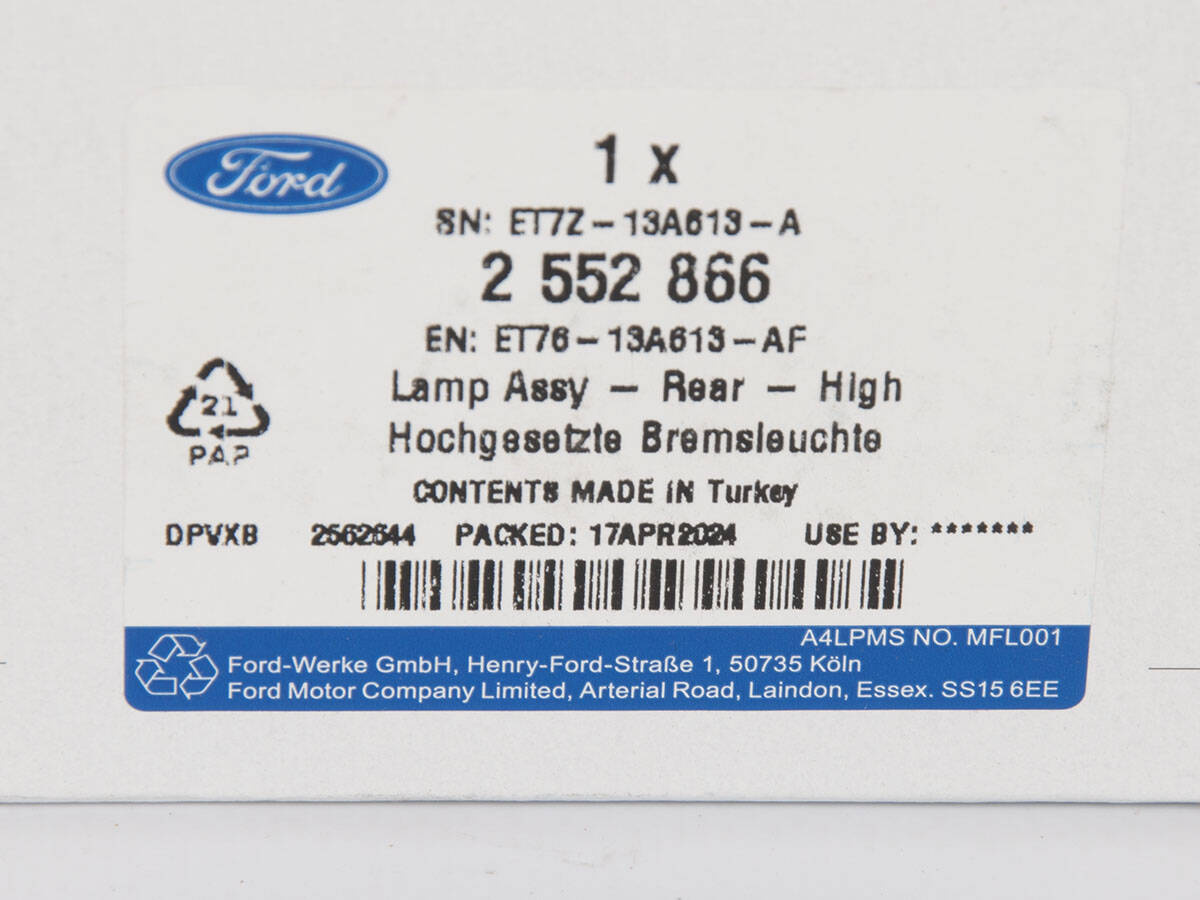 Ford
1 x
SN: ET7Z-13A613-A
2 552 866
EN: ET76-13A613-AF
Lamp Assy - Rear - High
Hochgesetzte Bremsleuchte
21
PAP
CONTENTS MADE IN Turkey
DPVXB 2562644 PACKED: 17APR2024 USE BY: *******
A4LPMS NO. MFL001
Ford-Werke GmbH, Henry-Ford-Straße 1, 50735 Köln
Ford Motor Company Limited, Arterial Road, Laindon, Essex. SS15 6EE